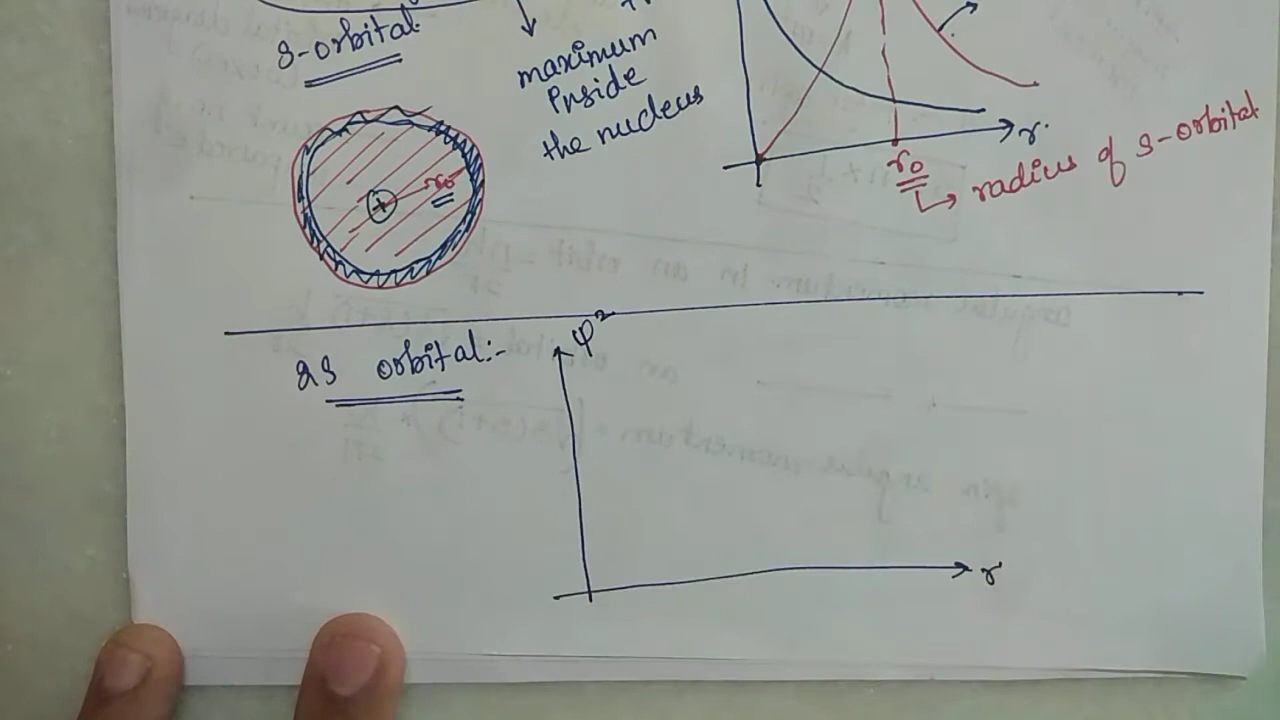 s-orbital
maximum
Inside
the nucleus
r.
r₀
radius of s-orbital
+
r₀
2s orbital:-
ψ²
r